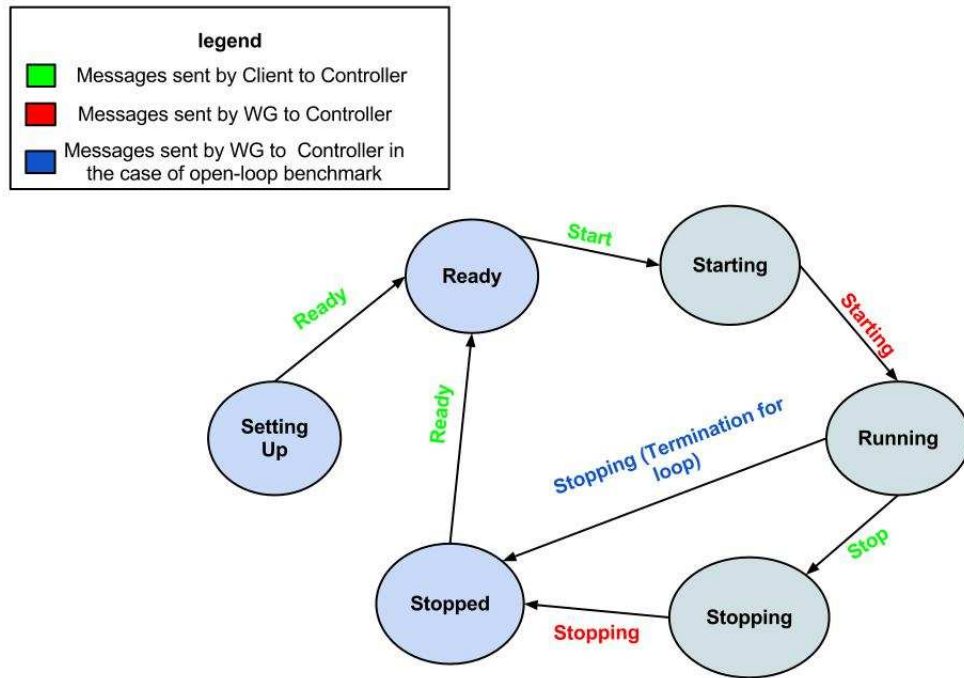 legend
Messages sent by Client to Controller
Messages sent by WG to Controller
Messages sent by WG to Controller in
the case of open-loop benchmark
Start
Ready
Starting
Ready
Starting
Ready
Setting
Up
Stopping (Termination for
loop)
Running
Stop
Stopped
Stopping
Stopping